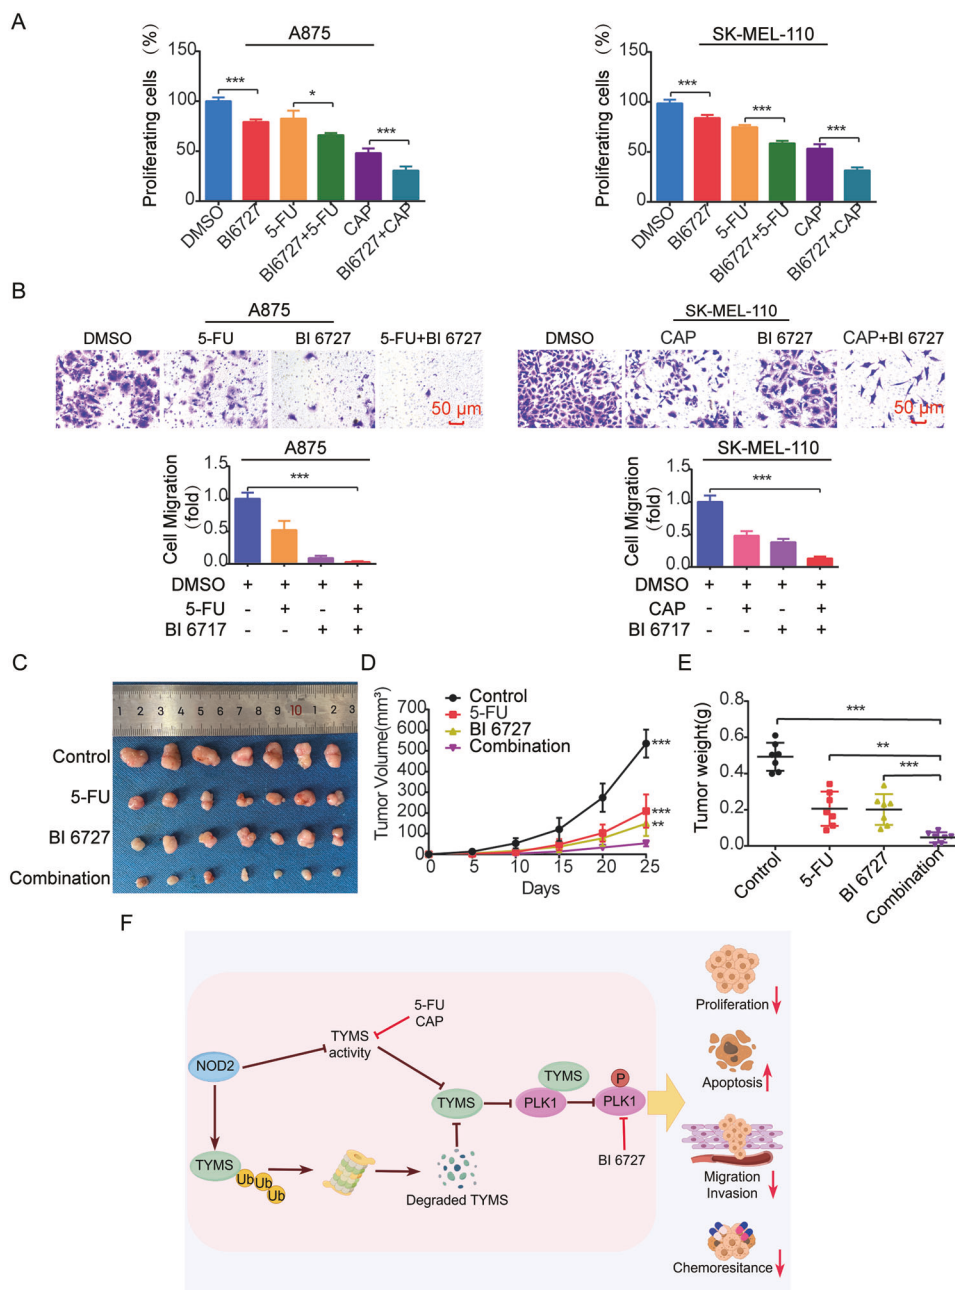 A
A875
SK-MEL-110
Proliferating cells (%)
150
100
50
0
DMSO
BI6727
5-FU
BI6727+5-FU
CAP
BI6727+CAP
***
*
***
Proliferating cells (%)
150
100
50
0
DMSO
BI6727
5-FU
BI6727+5-FU
CAP
BI6727+CAP
***
***
***
B
A875
SK-MEL-110
DMSO 5-FU BI 6727 5-FU+BI 6727
DMSO CAP BI 6727 CAP+BI 6727
50 μm
50 μm
A875
SK-MEL-110
Cell Migration
(fold)
1.5
1.0
0.5
0.0
***
DMSO + + + +
5-FU - + - +
BI 6717 - - + +
Cell Migration
(fold)
1.5
1.0
0.5
0.0
***
DMSO + + + +
CAP - + - +
BI 6717 - - + +
C
1 2 3 4 5 6 7 8 9 10 1 2 3
Control
5-FU
BI 6727
Combination
D
Control
5-FU
BI 6727
Combination
Tumor Volume(mm³)
700
600
500
400
300
200
100
0
0 5 10 15 20 25
Days
***
***
**
E
Tumor weight(g)
0.8
0.6
0.4
0.2
0.0
***
**
***
Control
5-FU
BI 6727
Combination
F
5-FU
CAP
TYMS
activity
NOD2
TYMS
Ub
Ub
Ub
Degraded TYMS
TYMS
TYMS
PLK1
P
PLK1
BI 6727
Proliferation
Apoptosis
Migration
Invasion
Chemoresitance